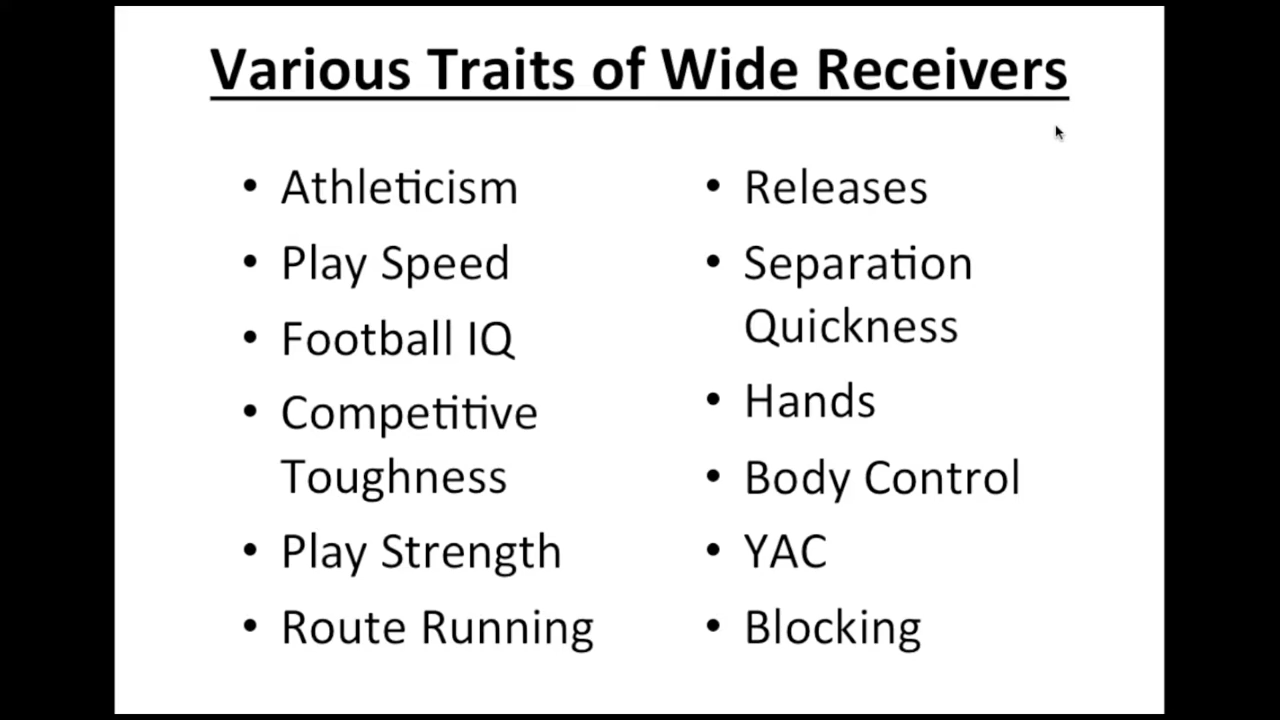 Various Traits of Wide Receivers
• Athleticism
• Play Speed
• Football IQ
• Competitive
Toughness
• Play Strength
• Route Running
• Releases
• Separation
Quickness
• Hands
• Body Control
• YAC
• Blocking